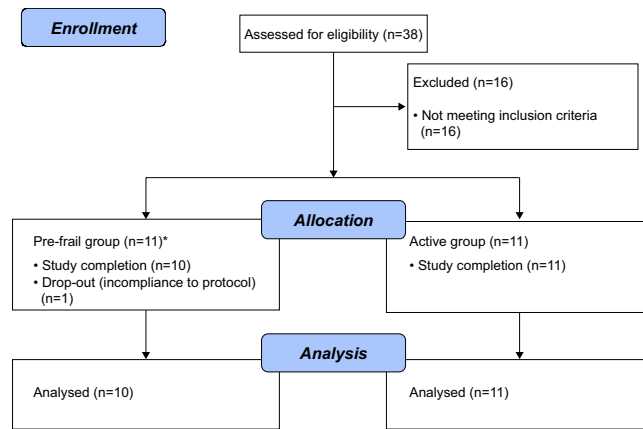 Enrollment
Assessed for eligibility (n=38)
Excluded (n=16)
• Not meeting inclusion criteria
(n=16)
Allocation
Pre-frail group (n=11)*
• Study completion (n=10)
• Drop-out (incompliance to protocol)
(n=1)
Active group (n=11)
• Study completion (n=11)
Analysis
Analysed (n=10)
Analysed (n=11)